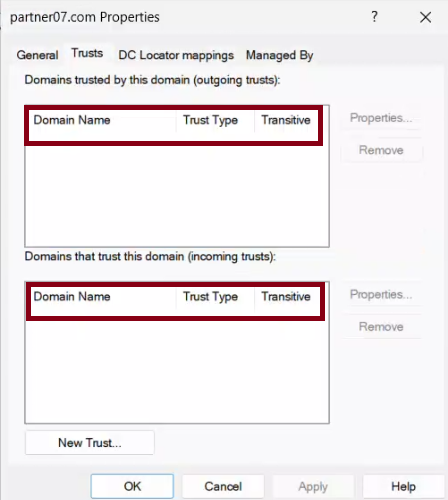 partner07.com Properties ? X
General Trusts DC Locator mappings Managed By
Domains trusted by this domain (outgoing trusts):
Domain Name Trust Type Transitive
Properties...
Remove
Domains that trust this domain (incoming trusts):
Domain Name Trust Type Transitive
Properties...
Remove
New Trust...
OK Cancel Apply Help